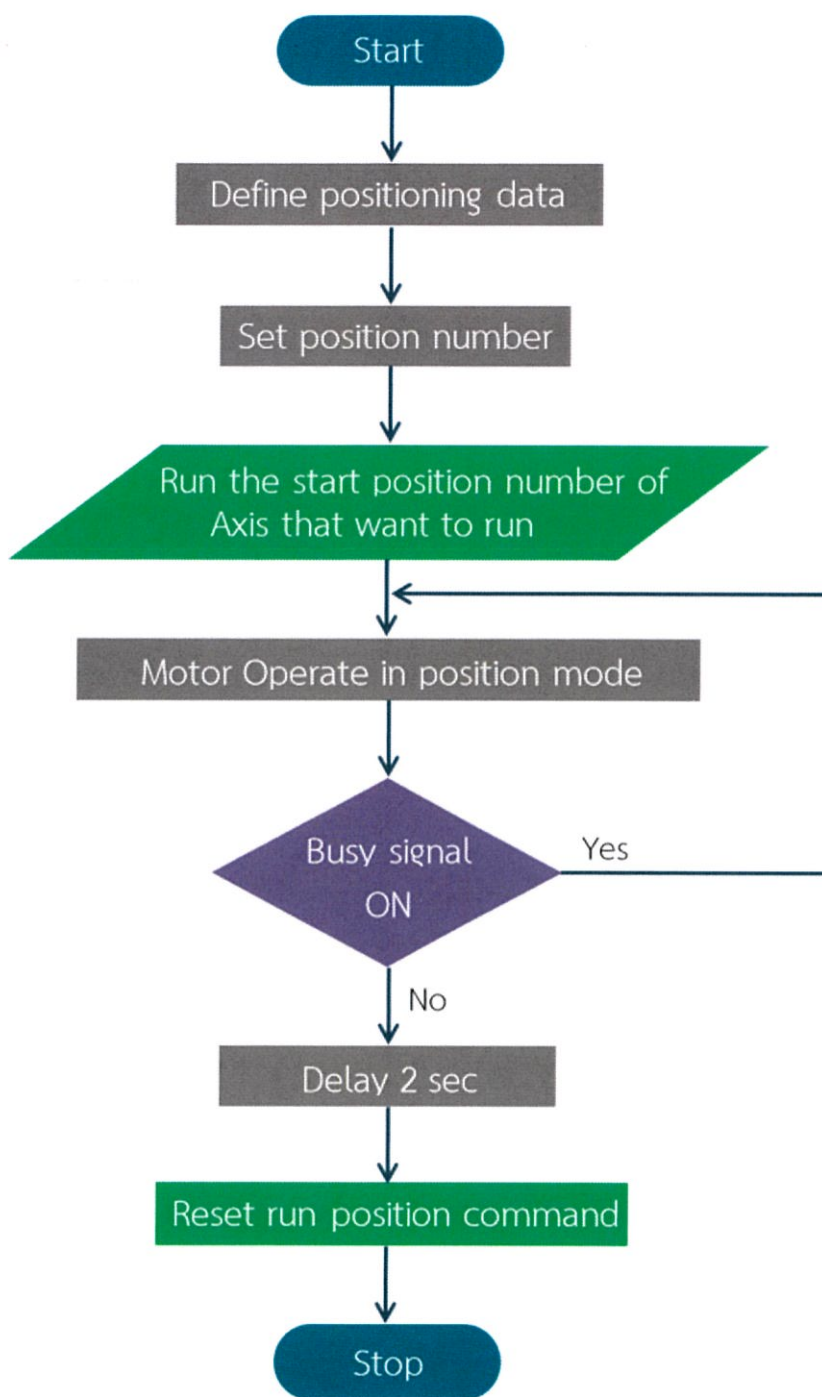 Start
Define positioning data
Set position number
Run the start position number of
Axis that want to run
Motor Operate in position mode
Busy signal
ON
Yes
No
Delay 2 sec
Reset run position command
Stop